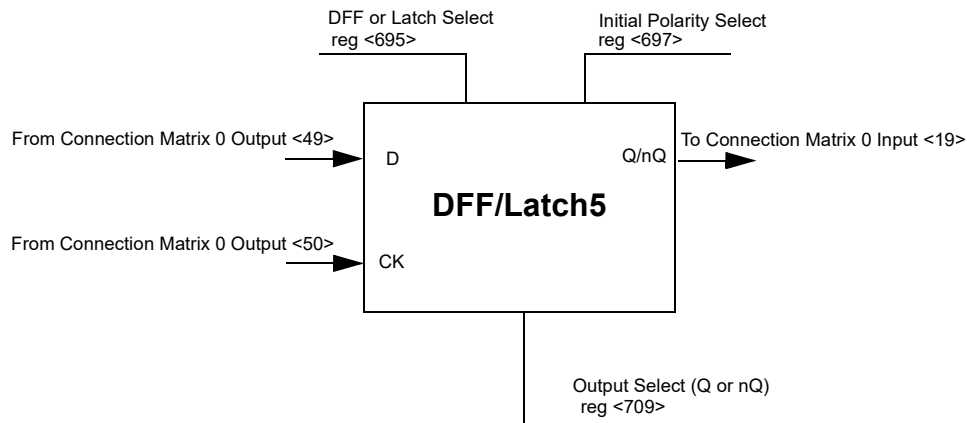 DFF or Latch Select
reg <695>
Initial Polarity Select
reg <697>
From Connection Matrix 0 Output <49>
D
Q/nQ
To Connection Matrix 0 Input <19>
DFF/Latch5
From Connection Matrix 0 Output <50>
CK
Output Select (Q or nQ)
reg <709>